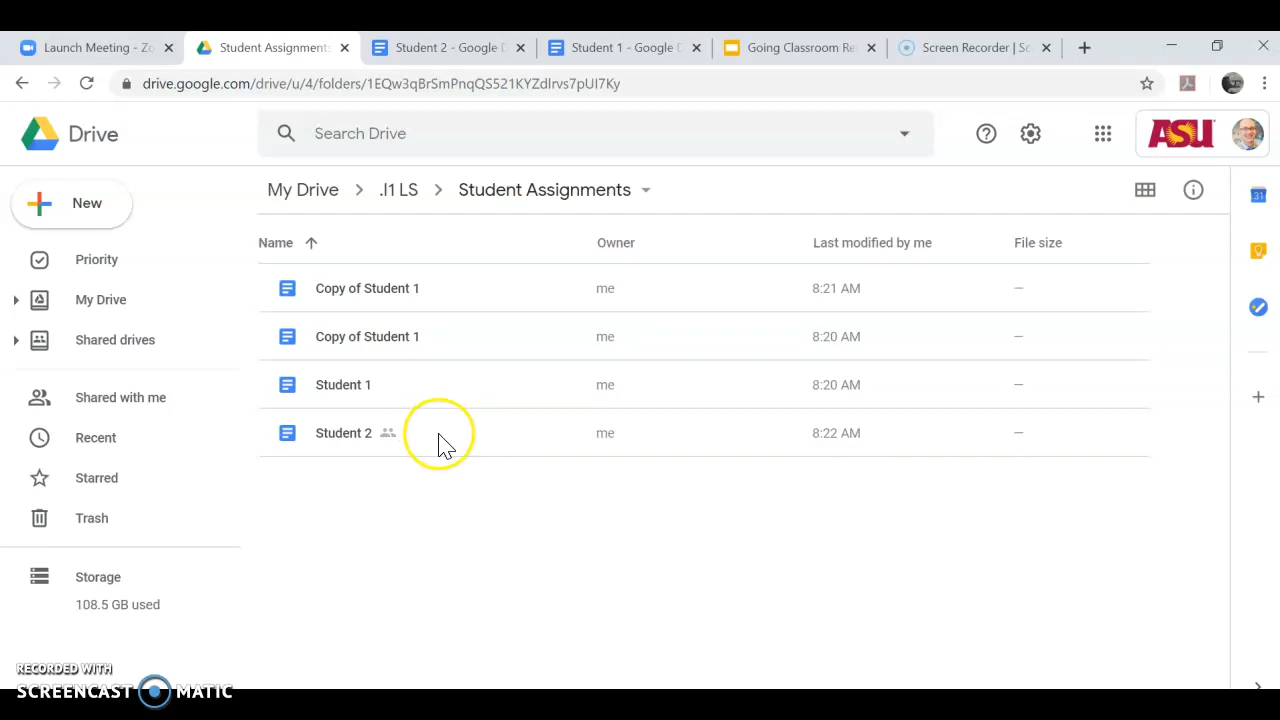 Launch Meeting - Zo
Student Assignments
Student 2 - Google D
Student 1 - Google D
Going Classroom Re
Screen Recorder | Sc
drive.google.com/drive/u/4/folders/1EQw3qBrSmPnqQS521KYZdlrvs7pUI7Ky
Drive
Search Drive
ASU
New
My Drive
.I1 LS
Student Assignments
31
Name
Owner
Last modified by me
File size
Priority
My Drive
Shared drives
Shared with me
Recent
Starred
Trash
Storage
108.5 GB used
Copy of Student 1 me 8:21 AM —
Copy of Student 1 me 8:20 AM —
Student 1 me 8:20 AM —
Student 2 me 8:22 AM —
RECORDED WITH
SCREENCAST MATIC